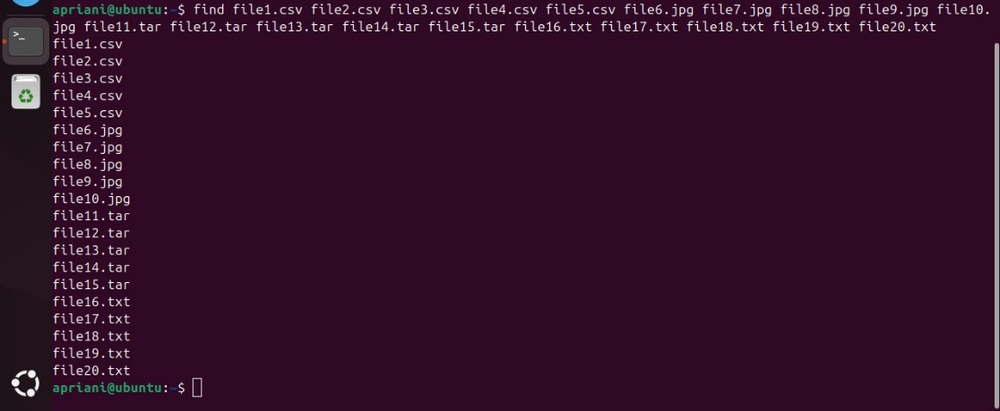 apriani@ubuntu:~$ find file1.csv file2.csv file3.csv file4.csv file5.csv file6.jpg file7.jpg file8.jpg file9.jpg file10.
jpg file11.tar file12.tar file13.tar file14.tar file15.tar file16.txt file17.txt file18.txt file19.txt file20.txt
file1.csv
file2.csv
file3.csv
file4.csv
file5.csv
file6.jpg
file7.jpg
file8.jpg
file9.jpg
file10.jpg
file11.tar
file12.tar
file13.tar
file14.tar
file15.tar
file16.txt
file17.txt
file18.txt
file19.txt
file20.txt
apriani@ubuntu:~$